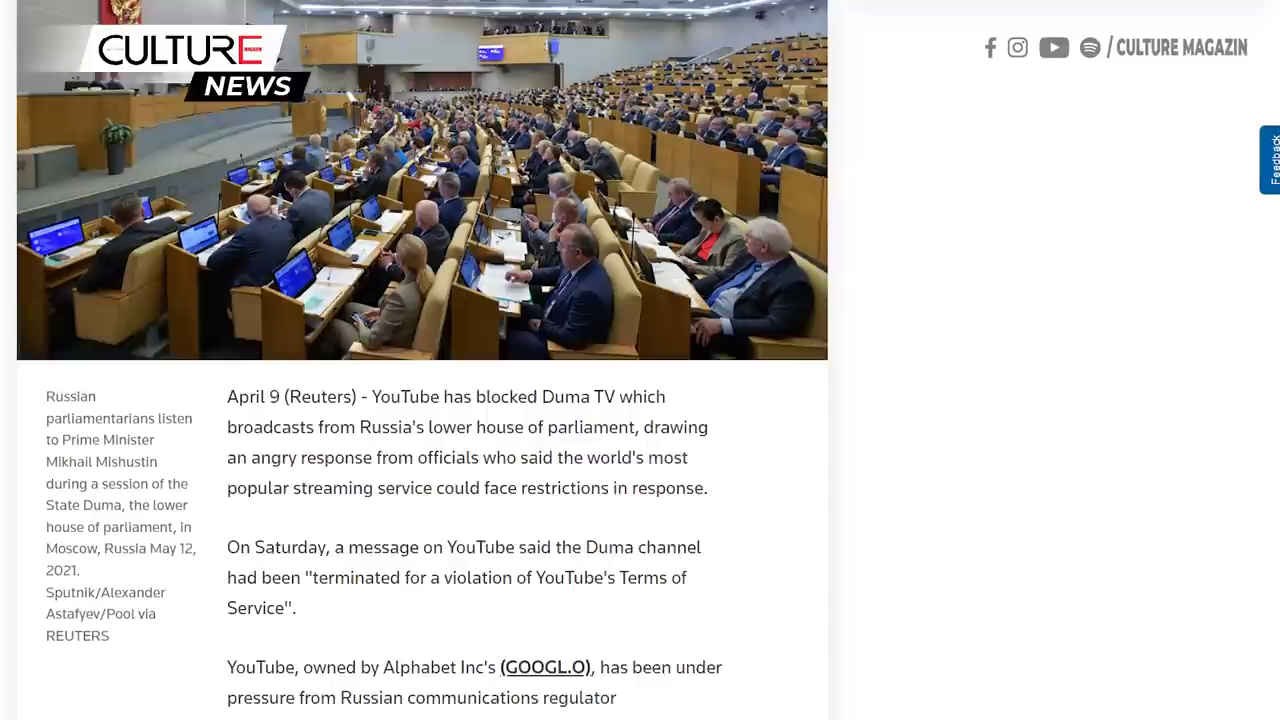 CULTURE
NEWS
/ CULTURE MAGAZIN
Feedback
Russian
parliamentarians listen
to Prime Minister
Mikhail Mishustin
during a session of the
State Duma, the lower
house of parliament, in
Moscow, Russia May 12,
2021.
Sputnik/Alexander
Astafyev/Pool via
REUTERS
April 9 (Reuters) - YouTube has blocked Duma TV which
broadcasts from Russia's lower house of parliament, drawing
an angry response from officials who said the world's most
popular streaming service could face restrictions in response.
On Saturday, a message on YouTube said the Duma channel
had been "terminated for a violation of YouTube's Terms of
Service".
YouTube, owned by Alphabet Inc's (GOOGL.O), has been under
pressure from Russian communications regulator